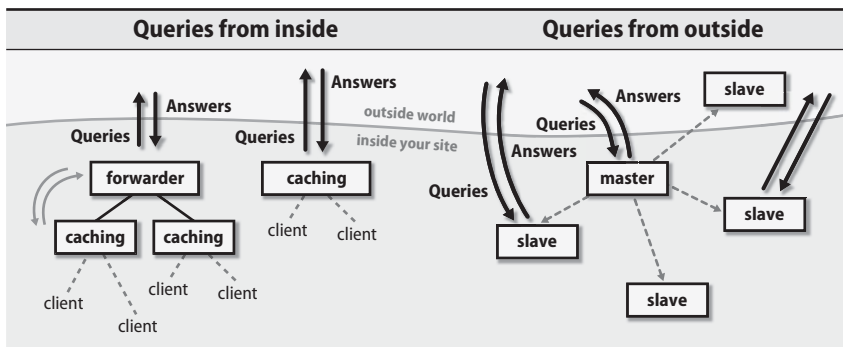 Queries from inside
Queries from outside
Answers
Queries
Answers
Queries
outside world
inside your site
forwarder
caching
caching
caching
client
client
client
client
client
client
Answers
Queries
Answers
Queries
slave
master
slave
slave
slave